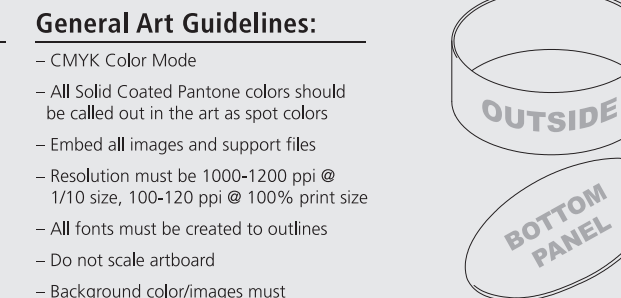 General Art Guidelines:
– CMYK Color Mode
– All Solid Coated Pantone colors should
be called out in the art as spot colors
– Embed all images and support files
– Resolution must be 1000-1200 ppi @
1/10 size, 100-120 ppi @ 100% print size
– All fonts must be created to outlines
– Do not scale artboard
– Background color/images must
OUTSIDE
BOTTOM
PANEL